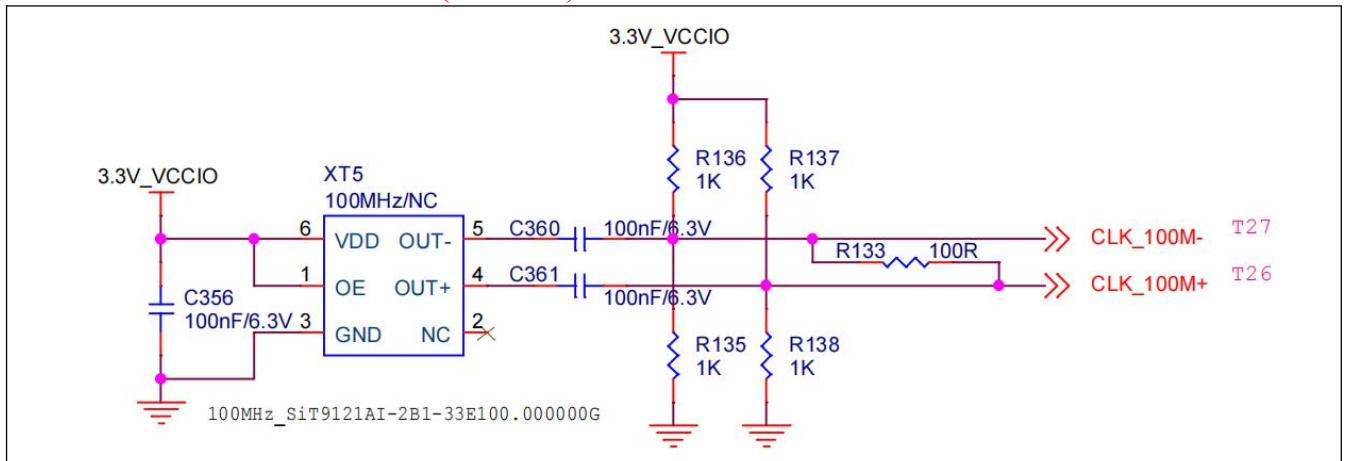 3.3V_VCCIO
R136
1K
R137
1K
3.3V_VCCIO
XT5
100MHz/NC
6
VDD
OUT-
5
C360
100nF/6.3V
CLK_100M-
T27
R133
100R
1
OE
OUT+
4
C361
100nF/6.3V
CLK_100M+
T26
C356
100nF/6.3V
3
GND
NC
2
R135
1K
R138
1K
100MHz_SiT9121AI-2B1-33E100.000000G